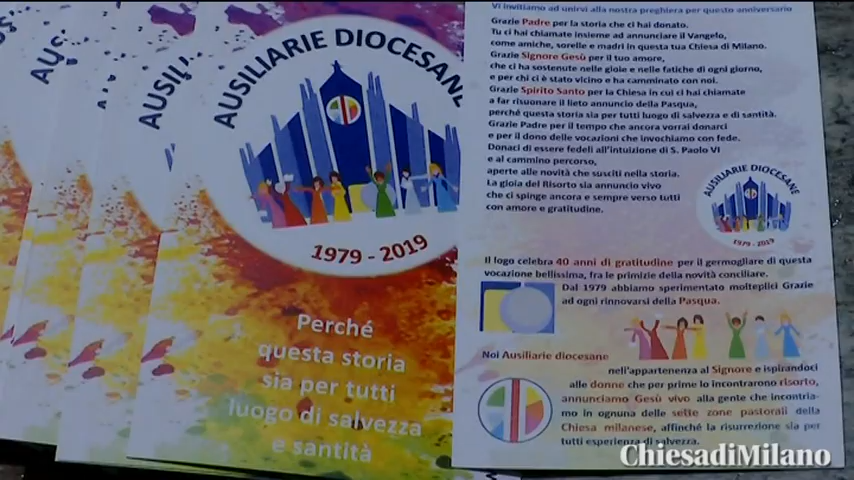 AUSILIARIE DIOCESANE
1979 - 2019
Perché
questa storia
sia per tutti
luogo di salvezza
e santità
Vi invitiamo ad unirvi alla nostra preghiera per questo anniversario
Grazie Padre per la storia che ci hai donato.
Tu ci hai chiamate insieme ad annunciare il Vangelo,
come amiche, sorelle e madri in questa tua Chiesa di Milano.
Grazie Signore Gesù per il tuo amore,
che ci ha sostenute nelle gioie e nelle fatiche di ogni giorno,
e per chi ci è stato vicino e ha camminato con noi.
Grazie Spirito Santo per la Chiesa in cui ci hai chiamate
a far risuonare il lieto annuncio della Pasqua,
perché questa storia sia per tutti luogo di salvezza e di santità.
Grazie Padre per il tempo che ancora vorrai donarci
e per il dono delle vocazioni che invochiamo con fede.
Donaci di essere fedeli all'intuizione di S. Paolo VI
e al cammino percorso,
aperte alle novità che susciti nella storia.
La gioia del Risorto sia annuncio vivo
che ci spinge ancora e sempre verso tutti
con amore e gratitudine.
AUSILIARIE DIOCESANE
1979 - 2019
Il logo celebra 40 anni di gratitudine per il germogliare di questa
vocazione bellissima, fra le primizie della novità conciliare.
Dal 1979 abbiamo sperimentato molteplici Grazie
ad ogni rinnovarsi della Pasqua.
Noi Ausiliarie diocesane
nell'appartenenza al Signore e ispirandoci
alle donne che per prime lo incontrarono risorto,
annunciamo Gesù vivo alla gente che incontria-
mo in ognuna delle sette zone pastorali della
Chiesa milanese, affinché la risurrezione sia per
tutti esperienza di salvezza.
ChiesadiMilano